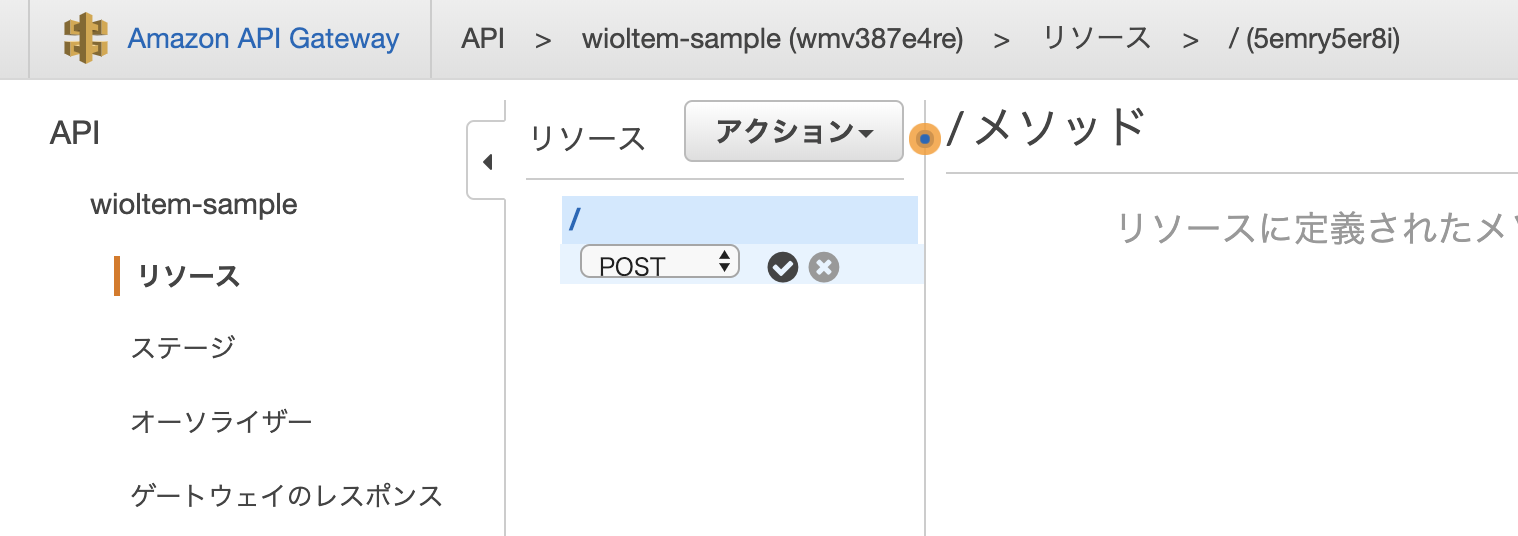 Amazon API Gateway API > wioltem-sample (wmv387e4re) > リソース > / (5emry5er8i)
API
wioltem-sample
リソース
ステージ
オーソライザー
ゲートウェイのレスポンス
リソース アクション
/
POST
/ メソッド
リソースに定義されたメ